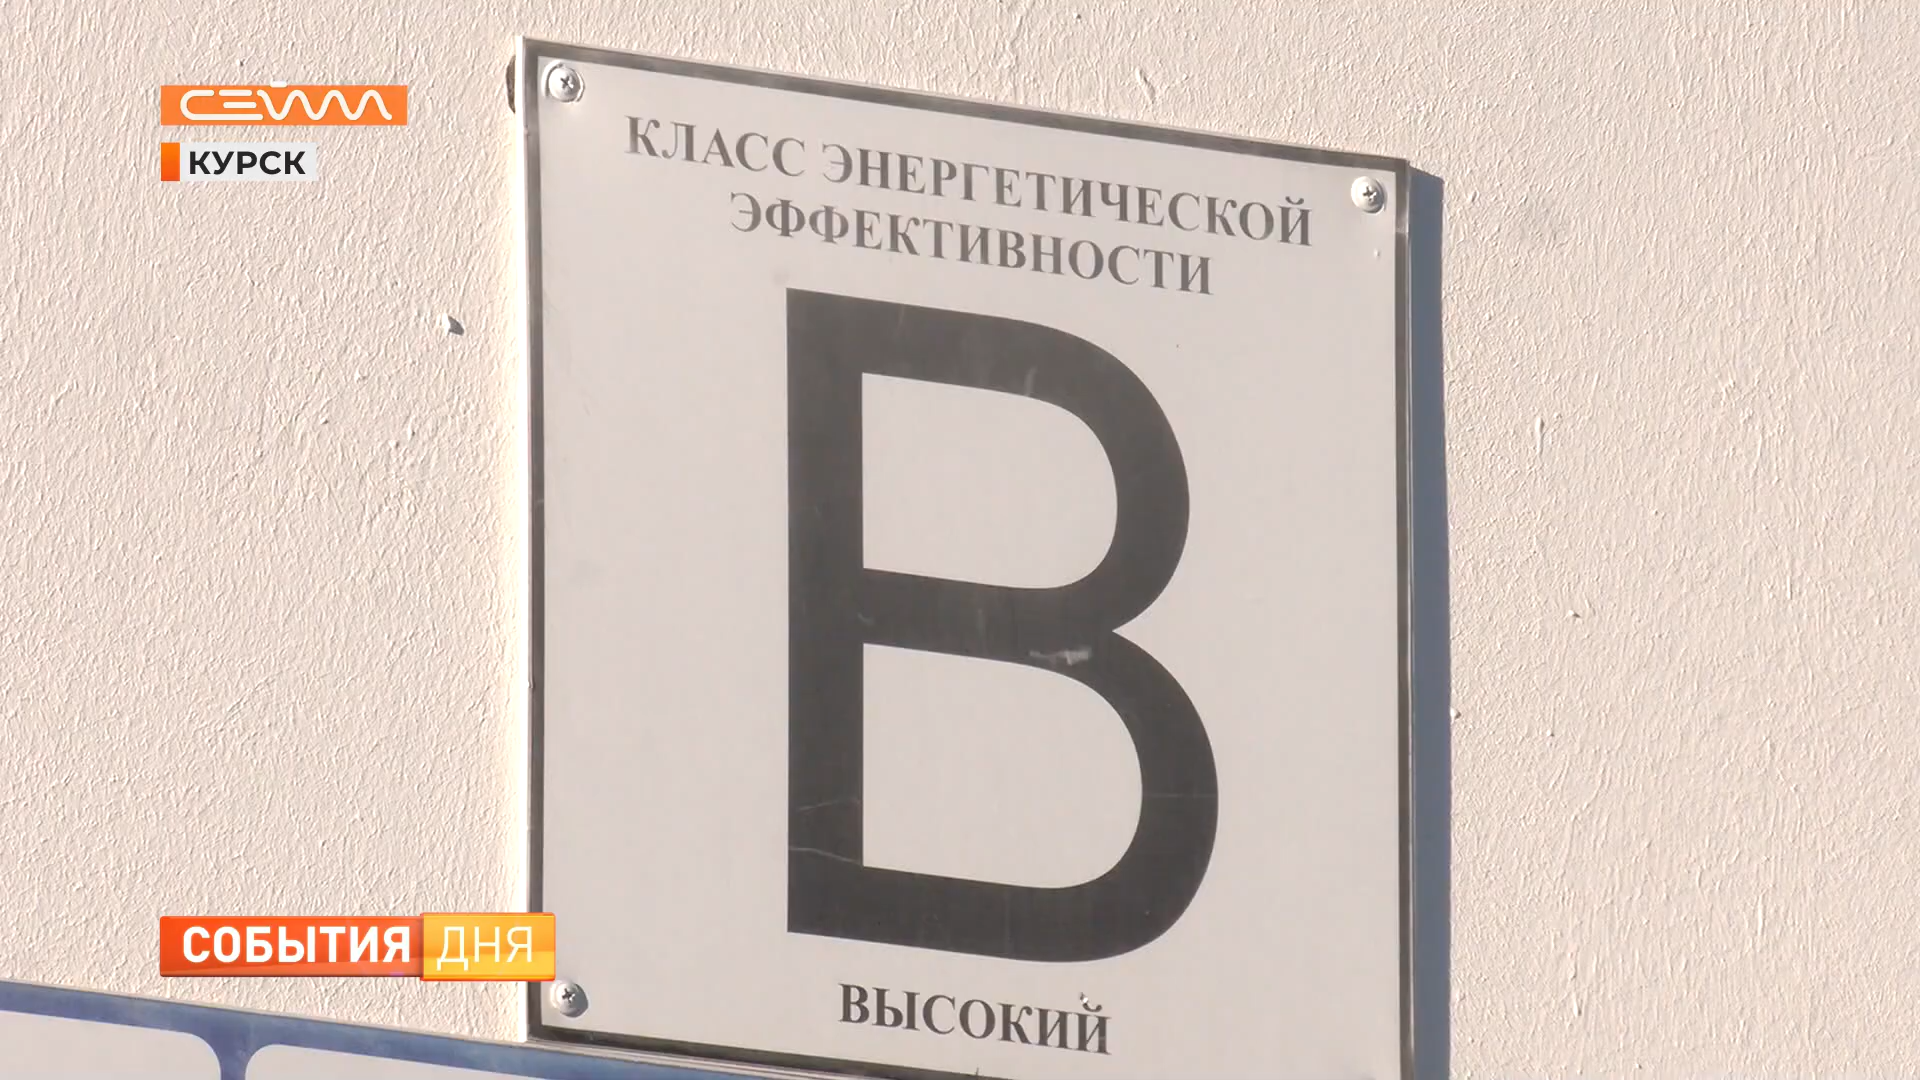 СЕЙМ
КУРСК
КЛАСС ЭНЕРГЕТИЧЕСКОЙ
ЭФФЕКТИВНОСТИ
B
ВЫСОКИЙ
СОБЫТИЯ ДНЯ